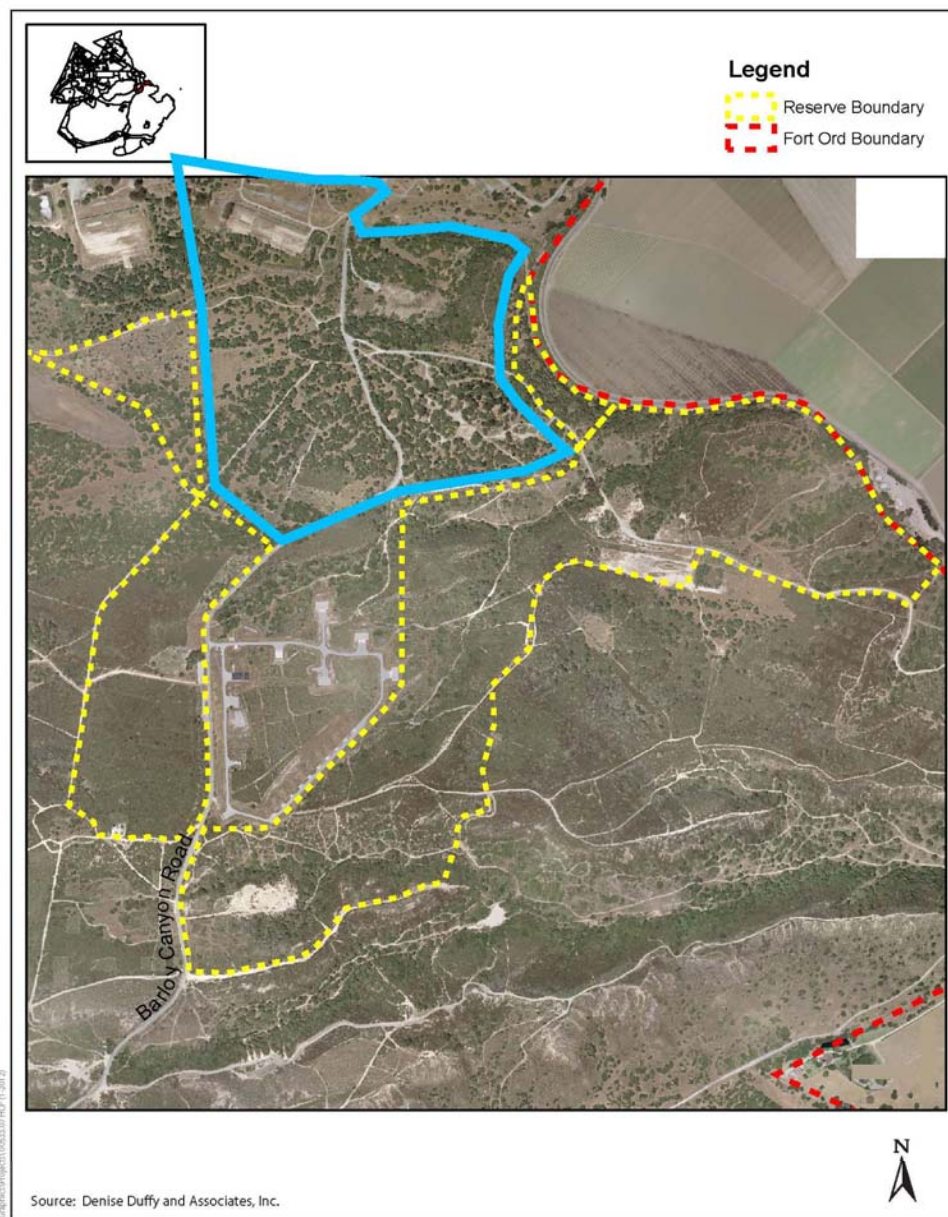 Legend
Reserve Boundary
Fort Ord Boundary
Barloy Canyon Road
N
Source: Denise Duffy and Associates, Inc.